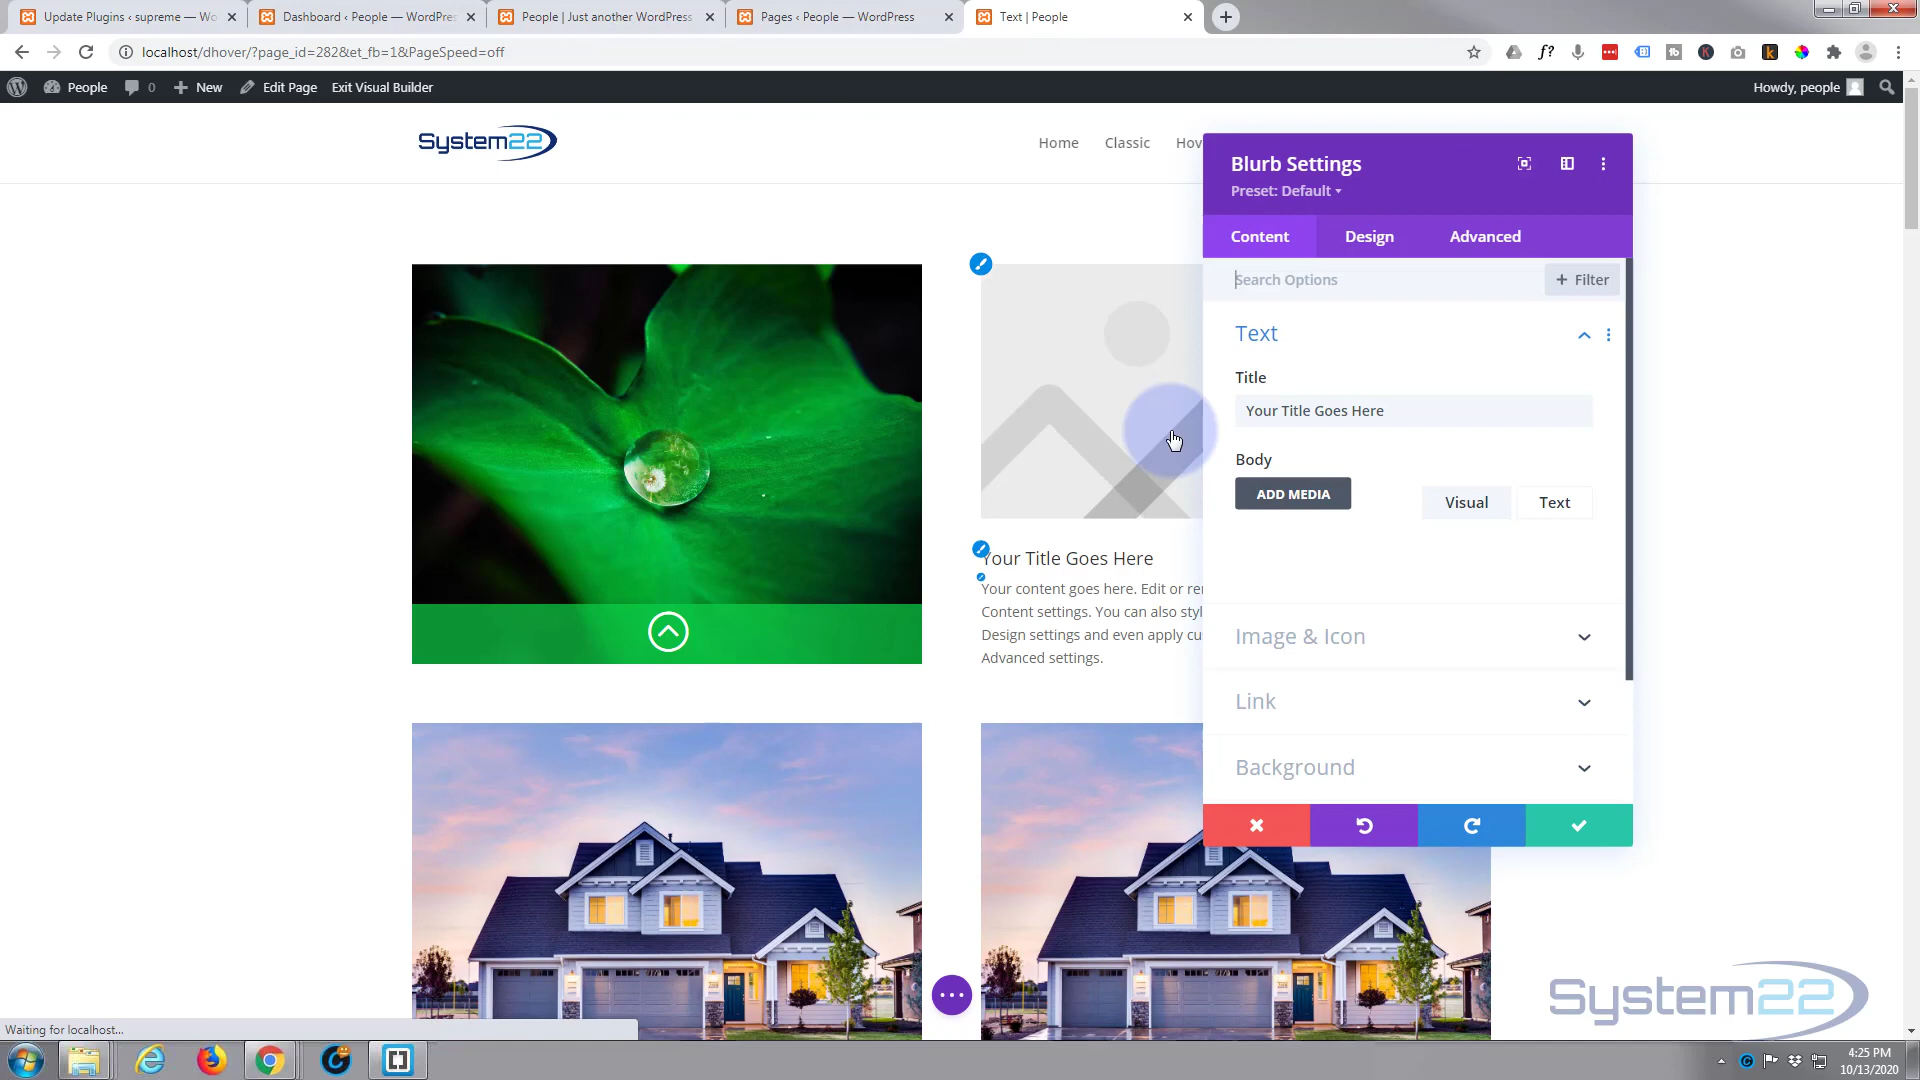 Update Plugins ‹ supreme — Wo
Dashboard ‹ People — WordPres
People | Just another WordPress
Pages ‹ People — WordPress
Text | People
localhost/dhover/?page_id=282&et_fb=1&PageSpeed=off
People
0
New
Edit Page
Exit Visual Builder
Howdy, people
System22
Home
Classic
Hov
Blurb Settings
Preset: Default
Content
Design
Advanced
Search Options
+ Filter
Text
Title
Your Title Goes Here
Body
ADD MEDIA
Visual
Text
Your Title Goes Here
Your content goes here. Edit or re
Content settings. You can also styl
Design settings and even apply cu
Advanced settings.
Image & Icon
Link
Background
System22
Waiting for localhost...
4:25 PM
10/13/2020